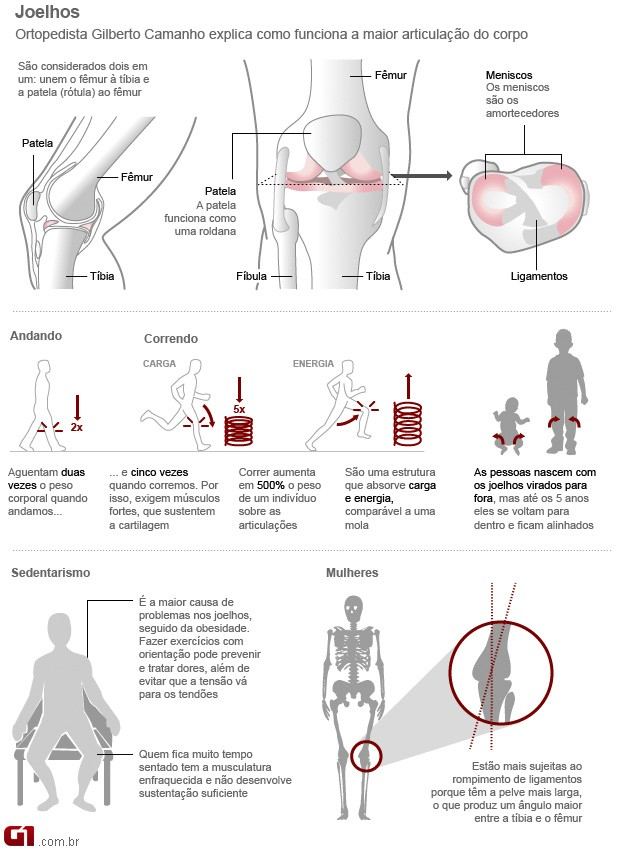 Joelhos
Ortopedista Gilberto Camanho explica como funciona a maior articulação do corpo
São considerados dois em
um: unem o fêmur à tíbia e
a patela (rótula) ao fêmur
Patela
Fêmur
Tíbia
Fêmur
Patela
A patela
funciona como
uma roldana
Fíbula
Tíbia
Meniscos
Os meniscos
são os
amortecedores
Ligamentos
Andando
2x
Aguentam duas
vezes o peso
corporal quando
andamos...
Correndo
CARGA
5x
ENERGIA
... e cinco vezes
quando corremos. Por
isso, exigem músculos
fortes, que sustentem
a cartilagem
Correr aumenta
em 500% o peso
de um indivíduo
sobre as
articulações
São uma estrutura
que absorve carga
e energia,
comparável a uma
mola
As pessoas nascem com
os joelhos virados para
fora, mas até os 5 anos
eles se voltam para
dentro e ficam alinhados
Sedentarismo
É a maior causa de
problemas nos joelhos,
seguido da obesidade.
Fazer exercícios com
orientação pode prevenir
e tratar dores, além de
evitar que a tensão vá
para os tendões
Quem fica muito tempo
sentado tem a musculatura
enfraquecida e não desenvolve
sustentação suficiente
Mulheres
Estão mais sujeitas ao
rompimento de ligamentos
porque têm a pelve mais larga,
o que produz um ângulo maior
entre a tíbia e o fêmur
G1.com.br